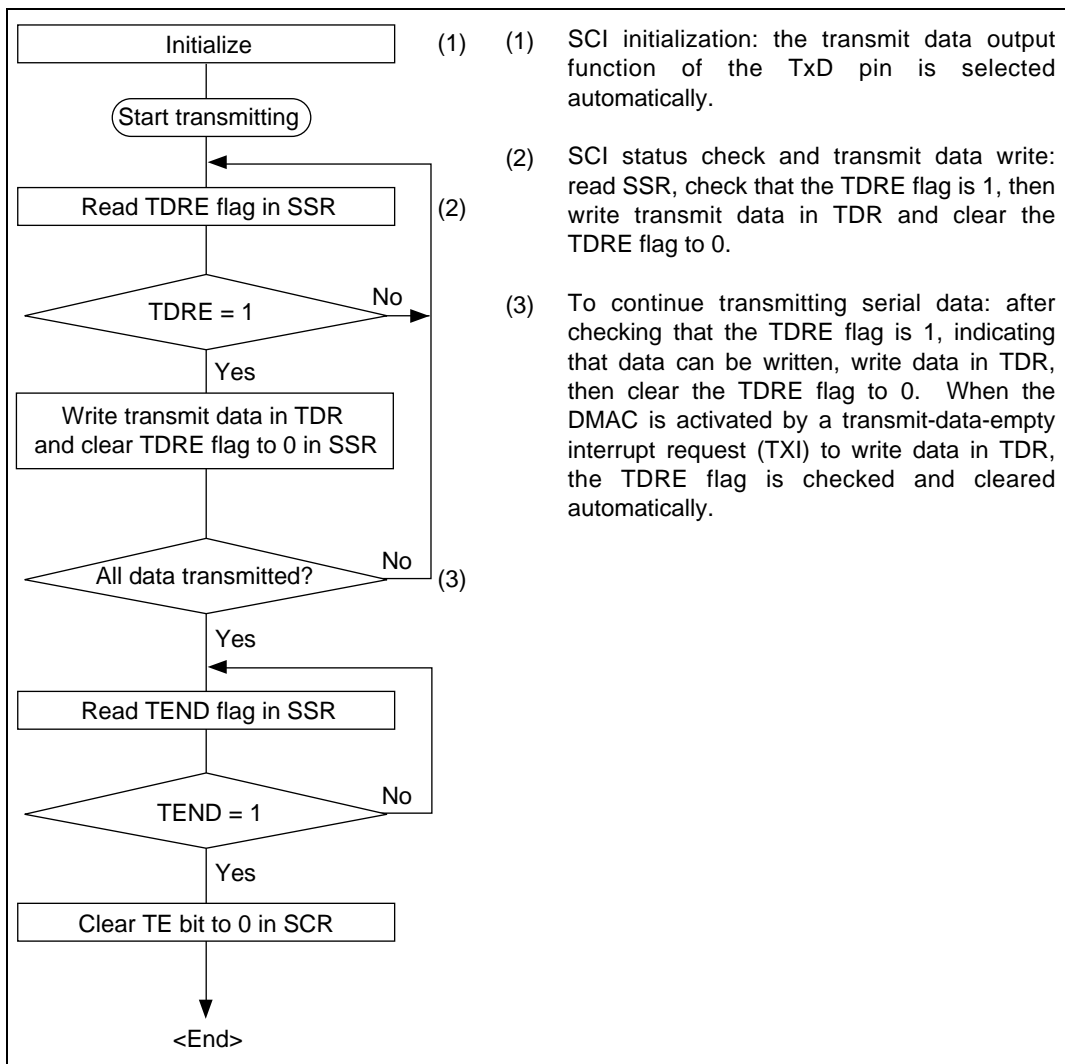 Initialize
(1)
Start transmitting
Read TDRE flag in SSR
(2)
TDRE = 1
No
Yes
Write transmit data in TDR
and clear TDRE flag to 0 in SSR
All data transmitted?
No
(3)
Yes
Read TEND flag in SSR
TEND = 1
No
Yes
Clear TE bit to 0 in SCR
<End>
(1) SCI initialization: the transmit data output
function of the TxD pin is selected
automatically.
(2) SCI status check and transmit data write:
read SSR, check that the TDRE flag is 1, then
write transmit data in TDR and clear the
TDRE flag to 0.
(3) To continue transmitting serial data: after
checking that the TDRE flag is 1, indicating
that data can be written, write data in TDR,
then clear the TDRE flag to 0. When the
DMAC is activated by a transmit-data-empty
interrupt request (TXI) to write data in TDR,
the TDRE flag is checked and cleared
automatically.